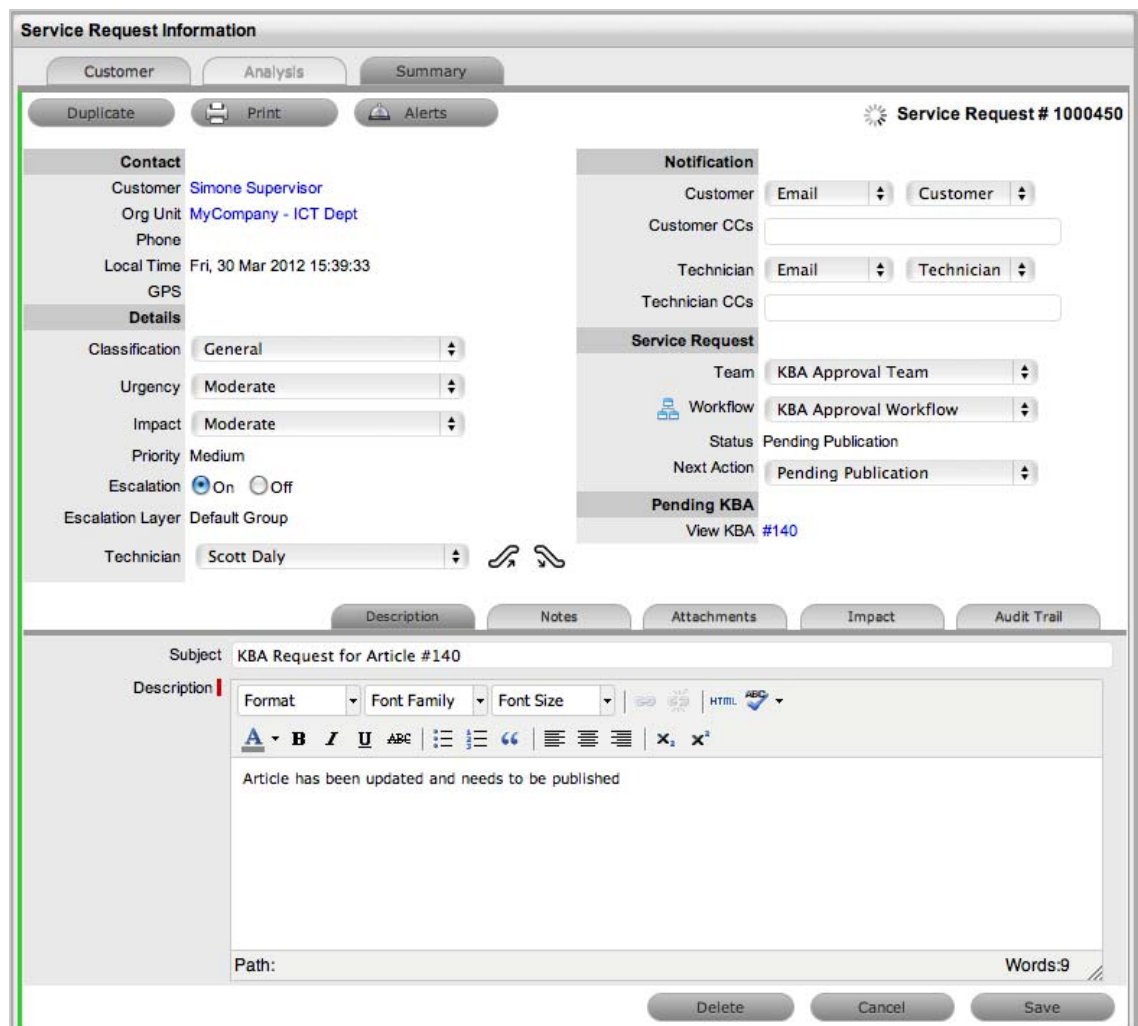 Service Request Information
Customer Analysis Summary
Duplicate Print Alerts Service Request # 1000450
Contact
Customer Simone Supervisor
Org Unit MyCompany - ICT Dept
Phone
Local Time Fri, 30 Mar 2012 15:39:33
GPS
Details
Classification General
Urgency Moderate
Impact Moderate
Priority Medium
Escalation On Off
Escalation Layer Default Group
Technician Scott Daly
Notification
Customer Email Customer
Customer CCs
Technician Email Technician
Technician CCs
Service Request
Team KBA Approval Team
Workflow KBA Approval Workflow
Status Pending Publication
Next Action Pending Publication
Pending KBA
View KBA #140
Description Notes Attachments Impact Audit Trail
Subject KBA Request for Article #140
Description
Format Font Family Font Size HTML ABC
A B I U ABC “ x₂ x²
Article has been updated and needs to be published
Path: Words:9
Delete Cancel Save